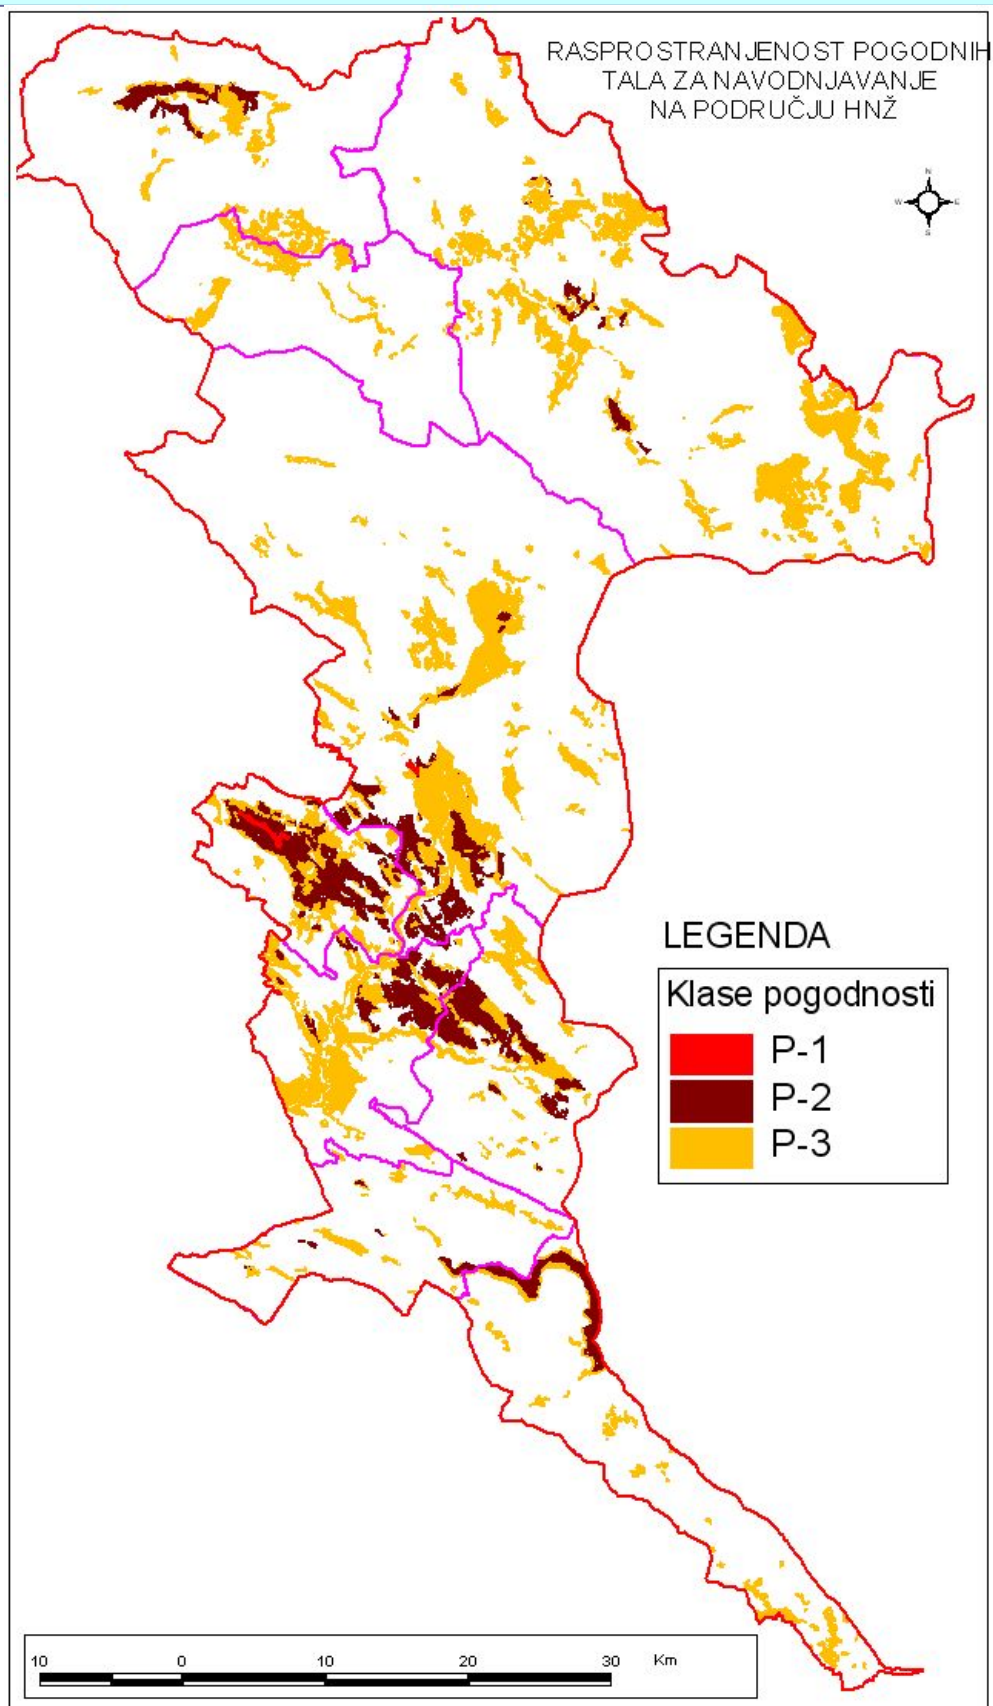 RASPROSTRANJENOST POGODNIH
TALA ZA NAVODNJAVANJE
NA PODRUČJU HNŽ
N
W E
S
LEGENDA
Klase pogodnosti
P-1
P-2
P-3
10 0 10 20 30 Km